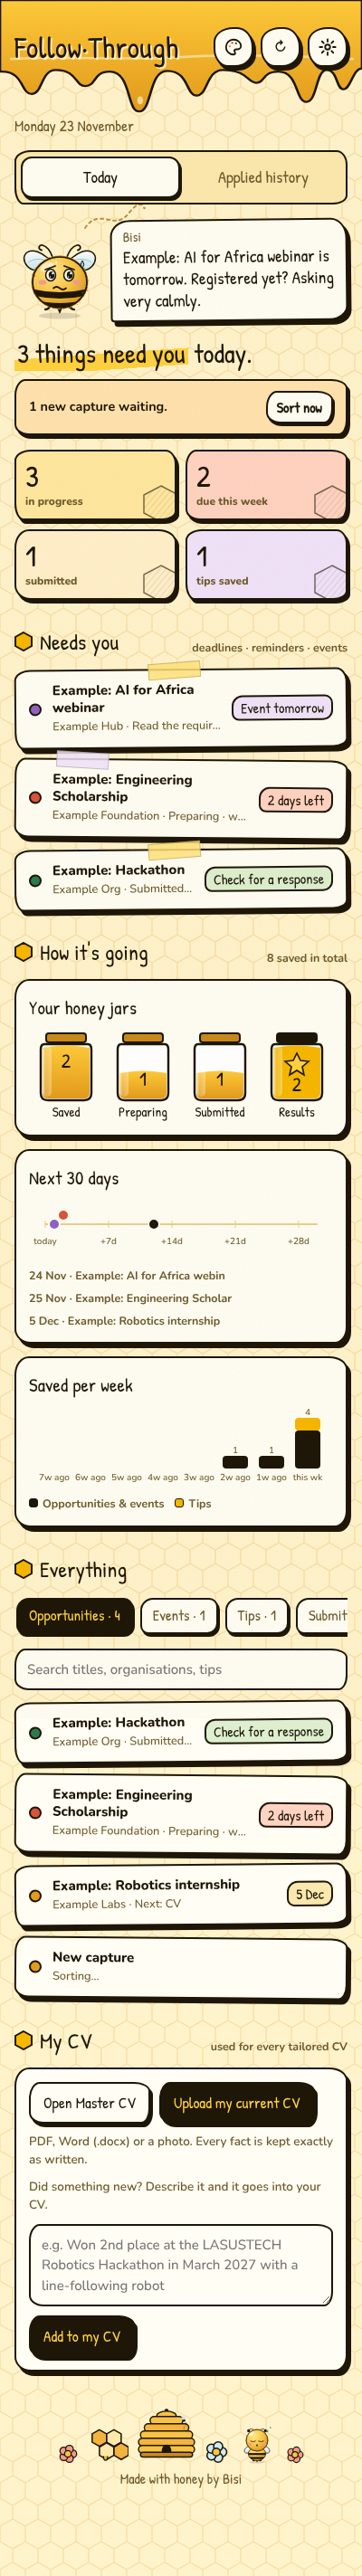 Follow·Through
Monday 23 November
Today
Applied history
Bisi
Example: AI for Africa webinar is
tomorrow. Registered yet? Asking
very calmly.
3 things need you today.
1 new capture waiting.
Sort now
3
in progress
2
due this week
1
submitted
1
tips saved
Needs you
deadlines · reminders · events
Example: AI for Africa
webinar
Example Hub · Read the requir...
Event tomorrow
Example: Engineering
Scholarship
Example Foundation · Preparing · w...
2 days left
Example: Hackathon
Example Org · Submitted...
Check for a response
How it's going
8 saved in total
Your honey jars
2
1
1
2
Saved
Preparing
Submitted
Results
Next 30 days
today
+7d
+14d
+21d
+28d
24 Nov · Example: AI for Africa webin
25 Nov · Example: Engineering Scholar
5 Dec · Example: Robotics internship
Saved per week
1
1
4
7w ago
6w ago
5w ago
4w ago
3w ago
2w ago
1w ago
this wk
Opportunities & events
Tips
Everything
Opportunities · 4
Events · 1
Tips · 1
Submit
Search titles, organisations, tips
Example: Hackathon
Example Org · Submitted...
Check for a response
Example: Engineering
Scholarship
Example Foundation · Preparing · w...
2 days left
Example: Robotics internship
Example Labs · Next: CV
5 Dec
New capture
Sorting...
My CV
used for every tailored CV
Open Master CV
Upload my current CV
PDF, Word (.docx) or a photo. Every fact is kept exactly
as written.
Did something new? Describe it and it goes into your
CV.
e.g. Won 2nd place at the LASUSTECH
Robotics Hackathon in March 2027 with a
line-following robot
Add to my CV
Made with honey by Bisi